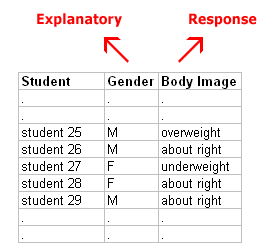 Explanatory Response
Student Gender Body Image
. . .
. . .
student 25 M overweight
student 26 M about right
student 27 F underweight
student 28 F about right
student 29 M about right
. . .
. . .